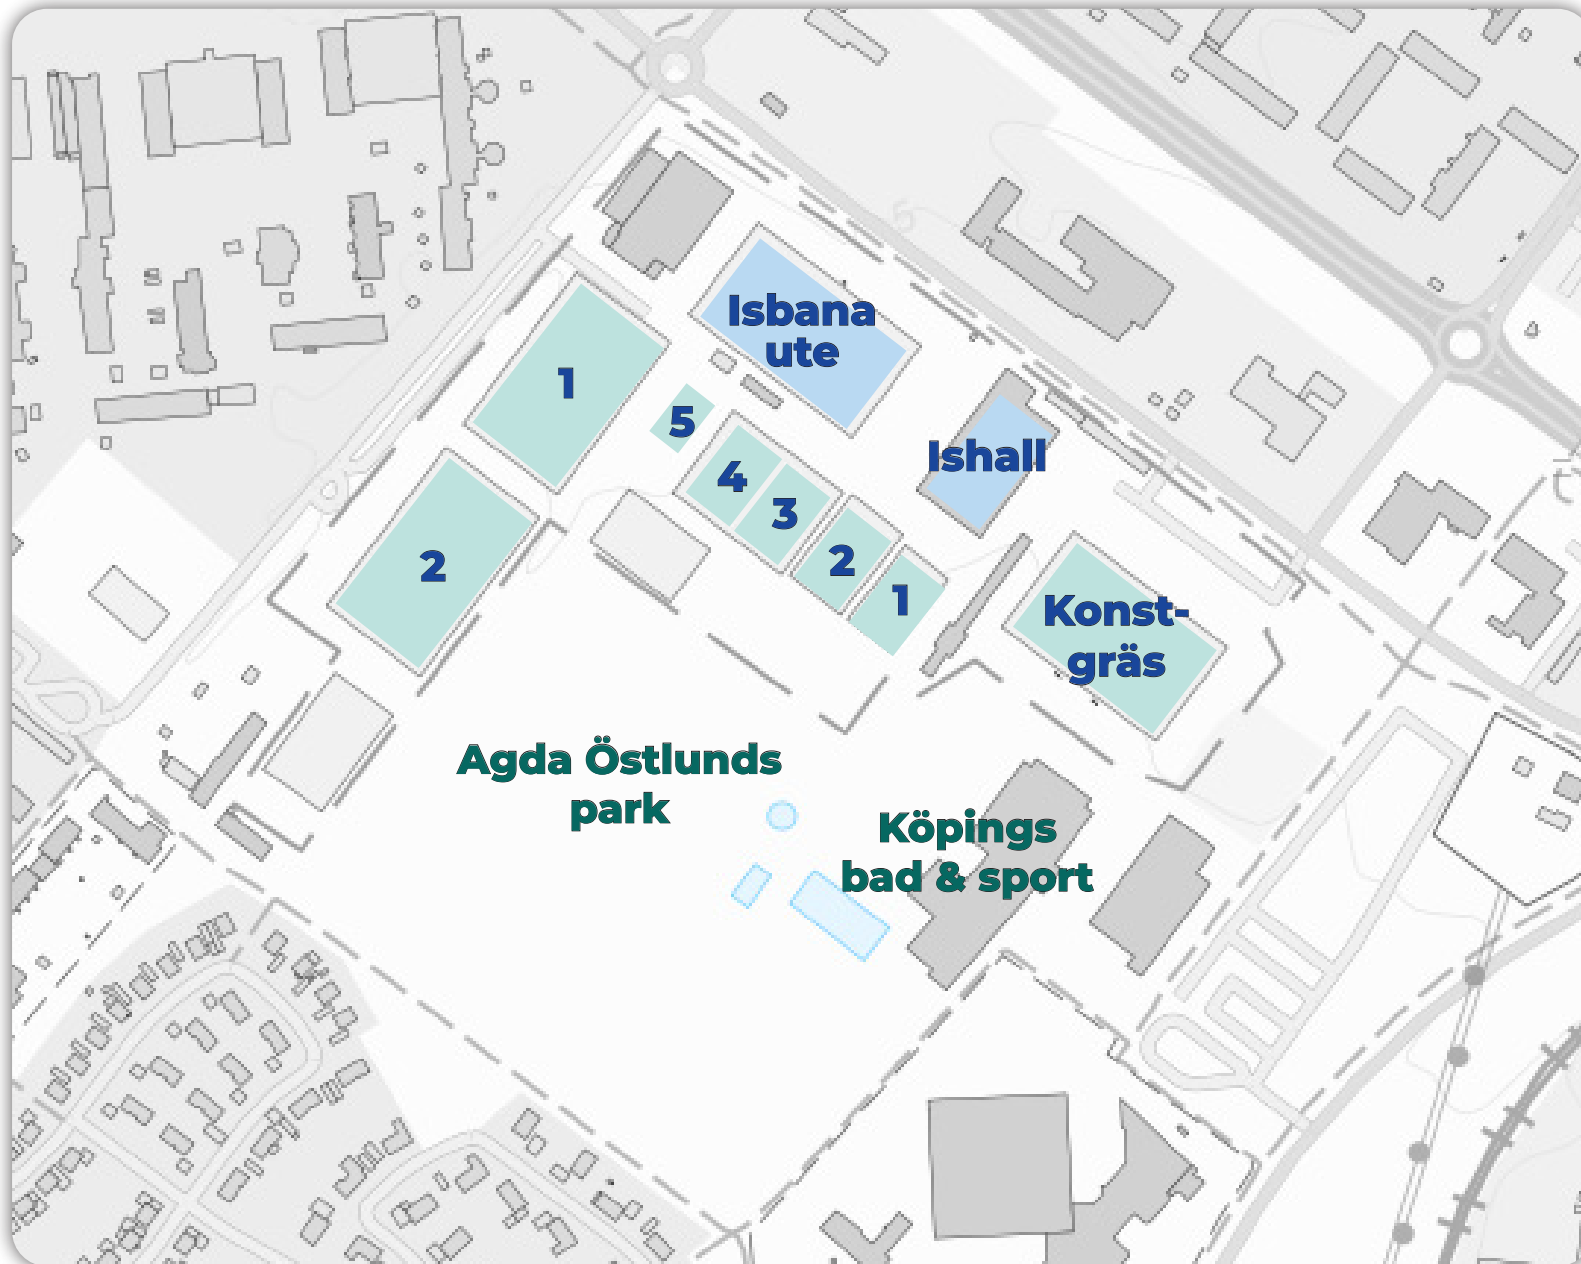 Isbana
ute
1
5
Ishall
4
3
2
2
1
Konst-
gräs
Agda Östlunds
park
Köpings
bad & sport